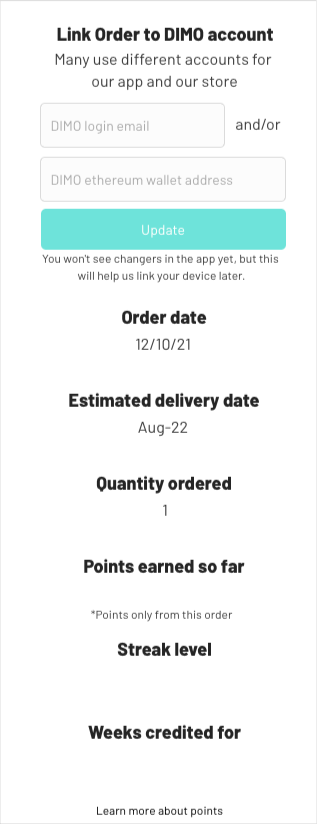 Link Order to DIMO account
Many use different accounts for
our app and our store
DIMO login email
and/or
DIMO ethereum wallet address
Update
You won't see changers in the app yet, but this
will help us link your device later.
Order date
12/10/21
Estimated delivery date
Aug-22
Quantity ordered
1
Points earned so far
*Points only from this order
Streak level
Weeks credited for
Learn more about points